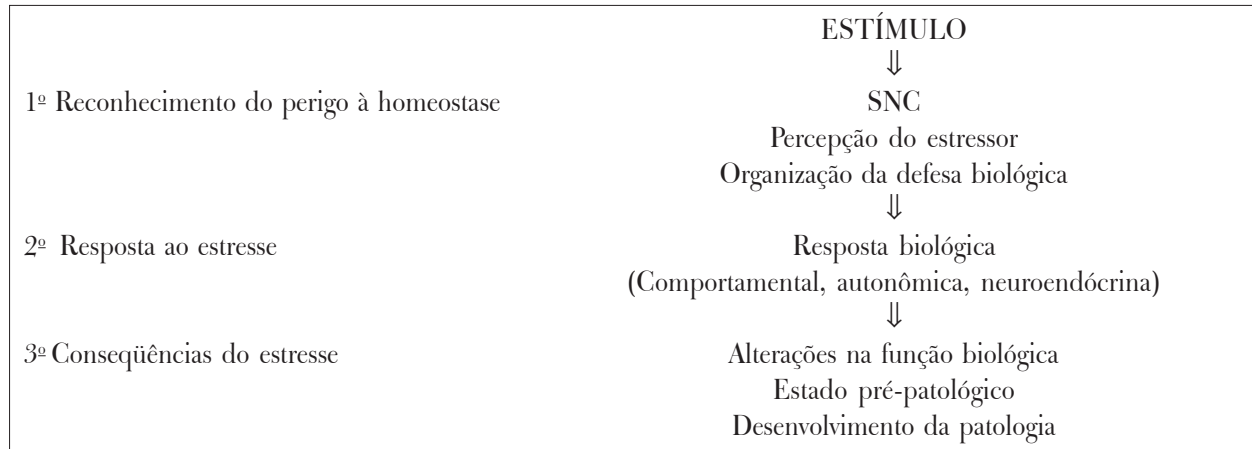 ESTÍMULO
⇓
1º Reconhecimento do perigo à homeostase SNC
Percepção do estressor
Organização da defesa biológica
⇓
2º Resposta ao estresse Resposta biológica
(Comportamental, autonômica, neuroendócrina)
⇓
3º Conseqüências do estresse Alterações na função biológica
Estado pré-patológico
Desenvolvimento da patologia